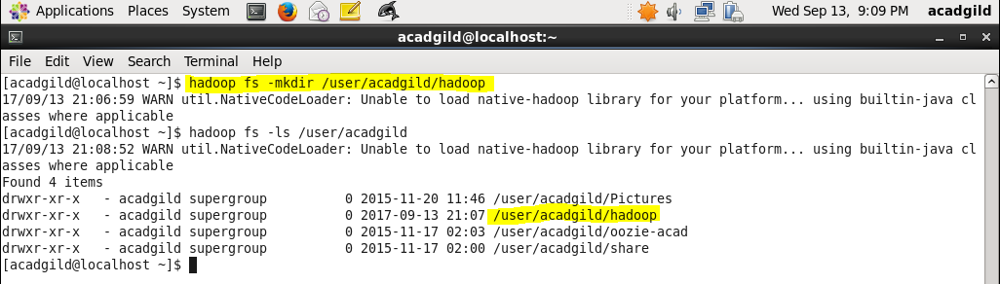 Applications Places System Wed Sep 13, 9:09 PM acadgild
acadgild@localhost:~
File Edit View Search Terminal Help
[acadgild@localhost ~]$ hadoop fs -mkdir /user/acadgild/hadoop
17/09/13 21:06:59 WARN util.NativeCodeLoader: Unable to load native-hadoop library for your platform... using builtin-java cl
asses where applicable
[acadgild@localhost ~]$ hadoop fs -ls /user/acadgild
17/09/13 21:08:52 WARN util.NativeCodeLoader: Unable to load native-hadoop library for your platform... using builtin-java cl
asses where applicable
Found 4 items
drwxr-xr-x   - acadgild supergroup          0 2015-11-20 11:46 /user/acadgild/Pictures
drwxr-xr-x   - acadgild supergroup          0 2017-09-13 21:07 /user/acadgild/hadoop
drwxr-xr-x   - acadgild supergroup          0 2015-11-17 02:03 /user/acadgild/oozie-acad
drwxr-xr-x   - acadgild supergroup          0 2015-11-17 02:00 /user/acadgild/share
[acadgild@localhost ~]$